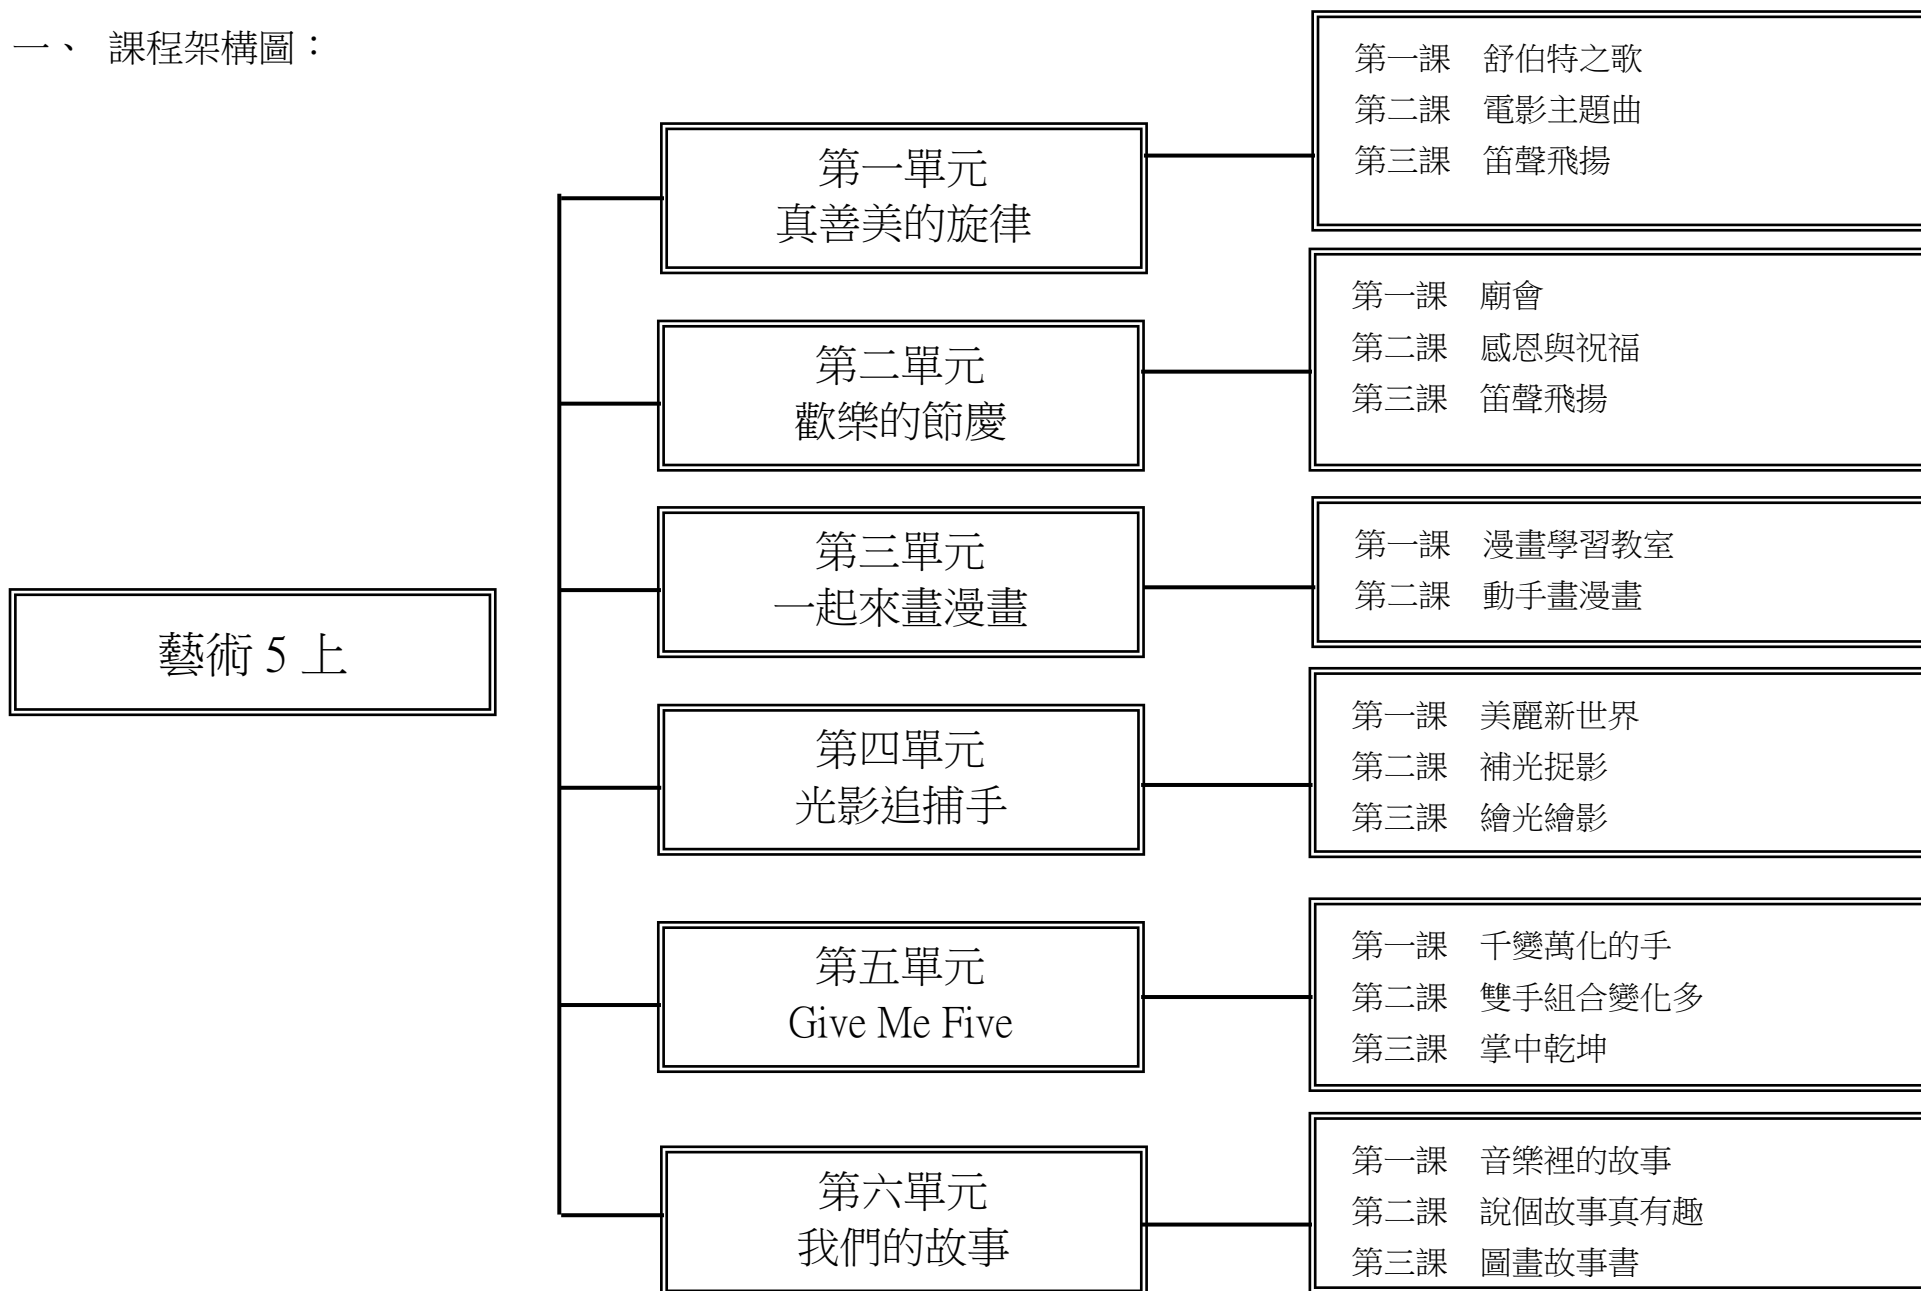 一、 課程架構圖：
藝術 5 上
第一單元
真善美的旋律
第一課　舒伯特之歌
第二課　電影主題曲
第三課　笛聲飛揚
第二單元
歡樂的節慶
第一課　廟會
第二課　感恩與祝福
第三課　笛聲飛揚
第三單元
一起來畫漫畫
第一課　漫畫學習教室
第二課　動手畫漫畫
第四單元
光影追捕手
第一課　美麗新世界
第二課　補光捉影
第三課　繪光繪影
第五單元
Give Me Five
第一課　千變萬化的手
第二課　雙手組合變化多
第三課　掌中乾坤
第六單元
我們的故事
第一課　音樂裡的故事
第二課　說個故事真有趣
第三課　圖畫故事書